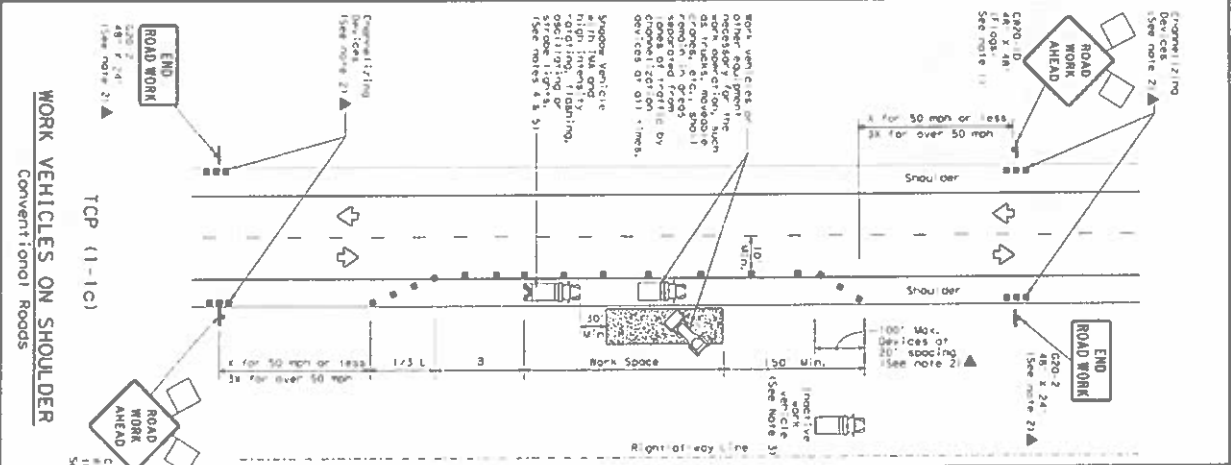 Channelizing
Devices
(See note 2)▲
CW20-1D
48" X 48"
(Flags-
See note 1)
ROAD
WORK
AHEAD
X for 50 mph or less
3X for over 50 mph
Shoulder
Shoulder
END
ROAD WORK
G20-2
48" X 24"
(See note 2)▲
Work vehicles or
other equipment
necessary for the
work operation, such
as trucks, moveable
cranes, etc., shall
remain in areas
separated from
lanes of traffic by
channelization
devices at all times.
10'
Min.
100' Max.
Devices at
20' spacing
(See note 2)▲
Shadow Vehicle
with TMA and
high intensity
rotating, flashing,
oscillating or
strobe lights.
(See notes 4 & 5)
30'
Min
150' Min.
Work Space
B
1/3 L
Inactive
work
vehicle
(See Note 3)
Right-of-way Line
Channelizing
Devices
(See note 2)▲
END
ROAD WORK
G20-2
48" X 24"
(See note 2)▲
X for 50 mph or less
3X for over 50 mph
ROAD
WORK
AHEAD
TCP (1-1c)
WORK VEHICLES ON SHOULDER
Conventional Roads